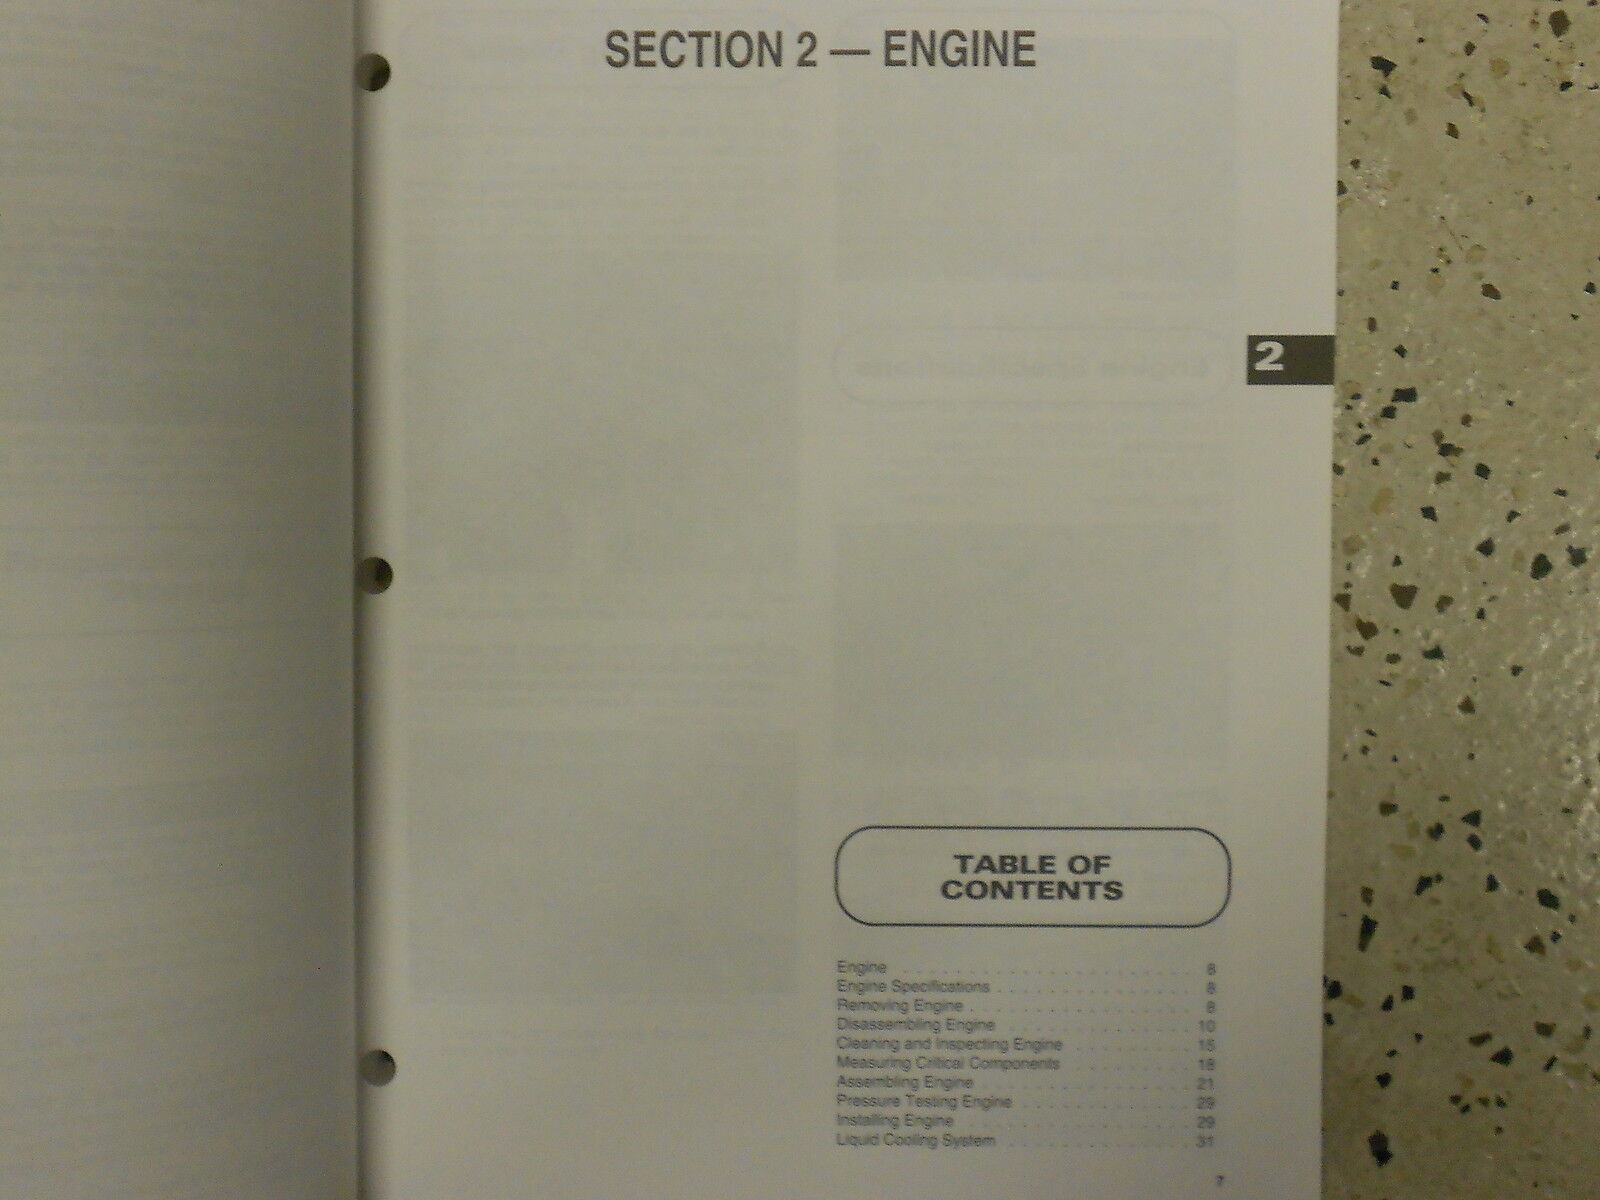 SECTION 2 — ENGINE
2
TABLE OF
CONTENTS
Engine . . . . . . . . . . . . . . . . . . . . . . 8
Engine Specifications . . . . . . . . . . . . . . . 8
Removing Engine . . . . . . . . . . . . . . . . . 8
Disassembling Engine . . . . . . . . . . . . . . 10
Cleaning and Inspecting Engine . . . . . . . . . 15
Measuring Critical Components . . . . . . . . . 18
Assembling Engine . . . . . . . . . . . . . . . . 21
Pressure Testing Engine . . . . . . . . . . . . . 29
Installing Engine . . . . . . . . . . . . . . . . . 29
Liquid Cooling System . . . . . . . . . . . . . . 31
7